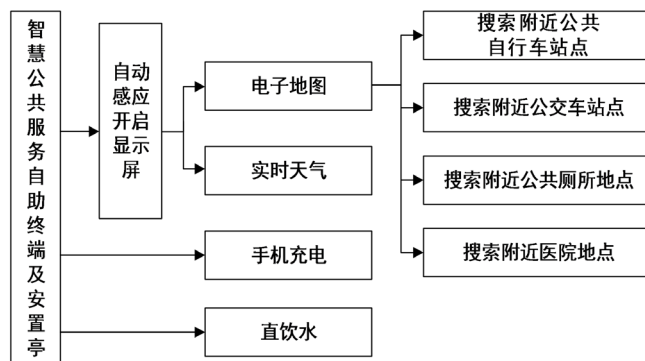 智慧公共服务自助终端及安置亭
自动
感应
开启
显示
屏
电子地图
实时天气
手机充电
直饮水
搜索附近公共
自行车站点
搜索附近公交车站点
搜索附近公共厕所地点
搜索附近医院地点